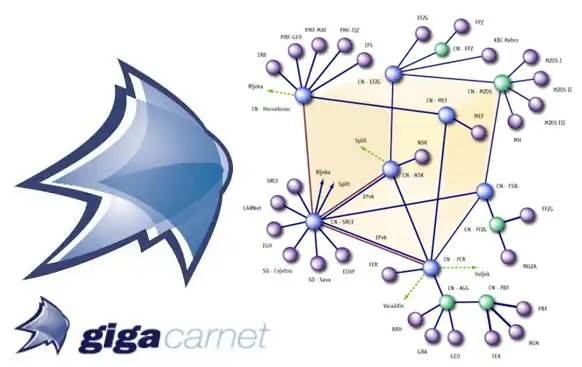 giga carnet
EFZG
FPZ
PMF-MAT
PMF-GEO
PMF-FIZ
IRB
IFS
CN - FPZ
KBC Rebro
MZOS I
MZOS II
MZOS III
MH
Rijeka
CN - Horvatovac
CN - EFZG
CN - MZOS
CN - MEF
MEF
Split
NSK
CN - NSK
Rijeka
Split
IPv6
SRCE
CARNet
CN - SRCE
IGH
SD - Cvjetno
SD - Sava
EDIP
IPv6
CN - FSB
FFZG
CN - FFZG
MUZA
FER
CN - FER
Osijek
Varaždin
CN - AGG
CN - PBF
PBF
ARH
GRA
GEO
TEK
RGN